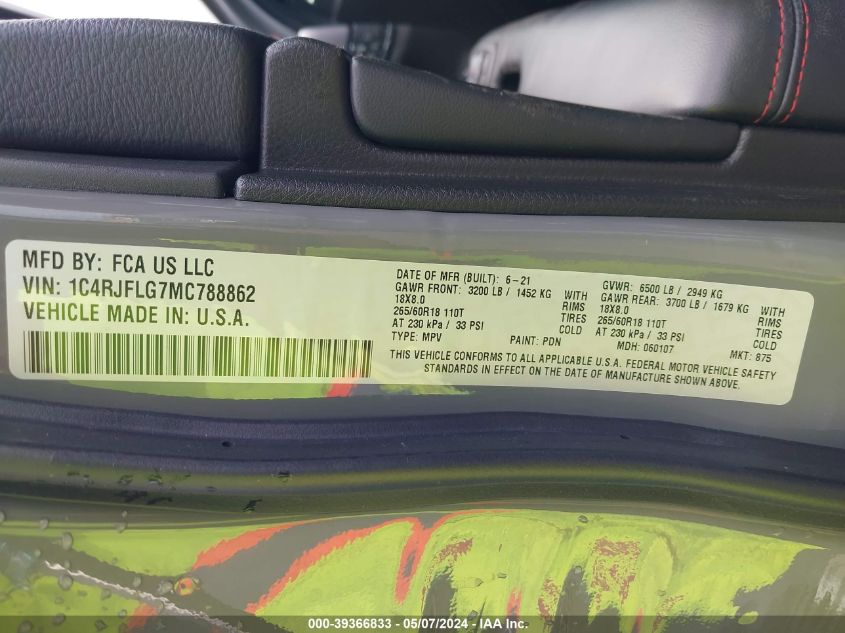 MFD BY: FCA US LLC
VIN: 1C4RJFLG7MC788862
VEHICLE MADE IN: U.S.A.
DATE OF MFR (BUILT): 6-21
GAWR FRONT: 3200 LB / 1452 KG WITH
18X8.0 RIMS
265/60R18 110T TIRES
AT 230 kPa / 33 PSI COLD
TYPE: MPV PAINT: PDN
GVWR: 6500 LB / 2949 KG
GAWR REAR: 3700 LB / 1679 KG WITH
18X8.0 RIMS
265/60R18 110T TIRES
AT 230 kPa / 33 PSI COLD
MDH: 060107 MKT: 875
THIS VEHICLE CONFORMS TO ALL APPLICABLE U.S.A. FEDERAL MOTOR VEHICLE SAFETY
STANDARDS IN EFFECT ON THE DATE OF MANUFACTURE SHOWN ABOVE.
000-39366833 - 05/07/2024 - IAA Inc.